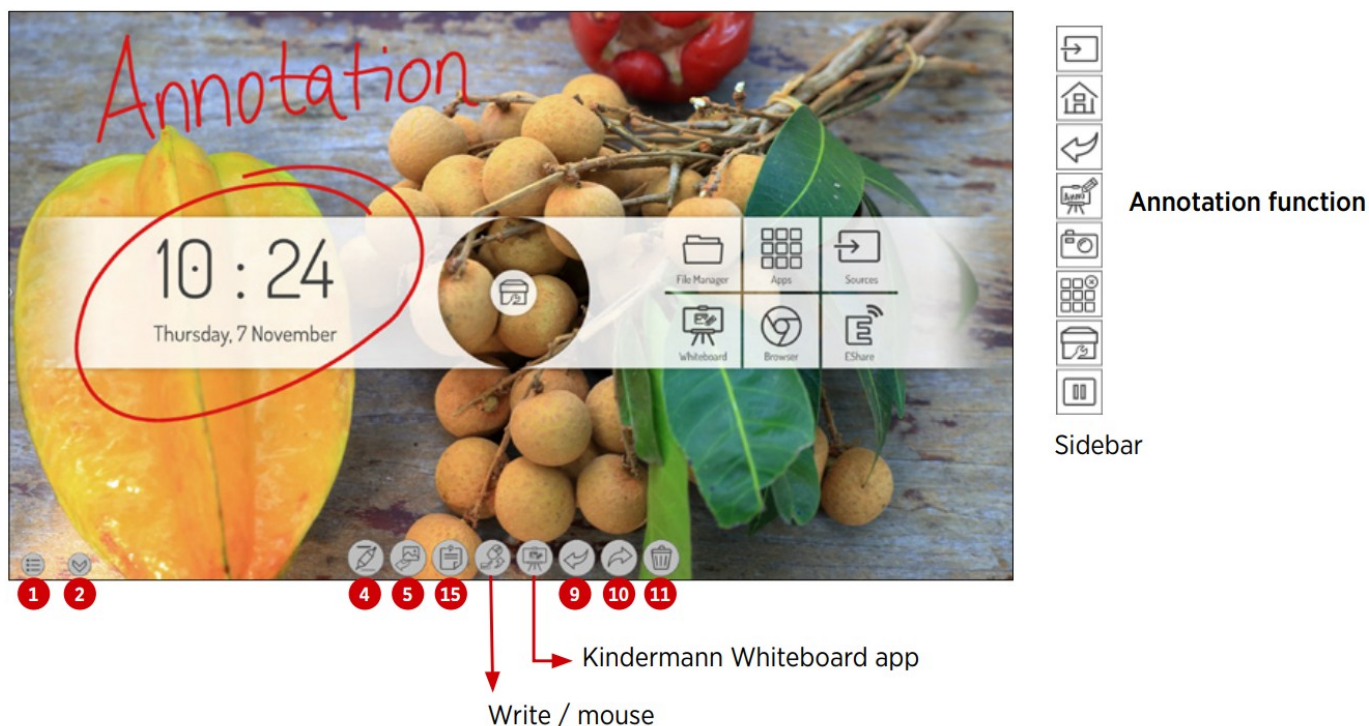 Annotation
10 : 24
Thursday, 7 November
File Manager
Apps
Sources
Whiteboard
Browser
EShare
Anno
Annotation function
Sidebar
1
2
4
5
15
9
10
11
Kindermann Whiteboard app
Write / mouse